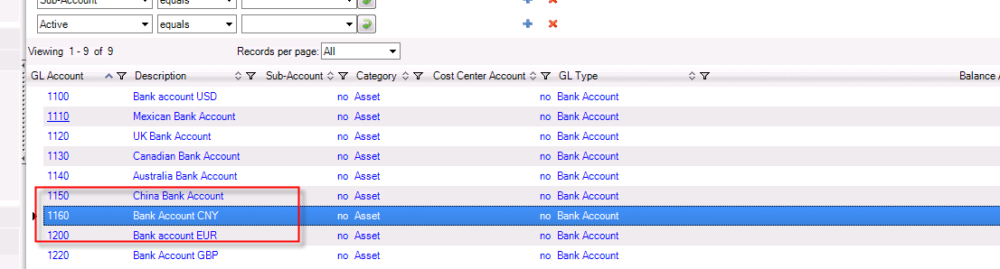 Sub-Account equals
Active equals
Viewing 1 - 9 of 9 Records per page: All
GL Account Description Sub-Account Category Cost Center Account GL Type Balance
1100 Bank account USD no Asset no Bank Account
1110 Mexican Bank Account no Asset no Bank Account
1120 UK Bank Account no Asset no Bank Account
1130 Canadian Bank Account no Asset no Bank Account
1140 Australia Bank Account no Asset no Bank Account
1150 China Bank Account no Asset no Bank Account
1160 Bank Account CNY no Asset no Bank Account
1200 Bank account EUR no Asset no Bank Account
1220 Bank Account GBP no Asset no Bank Account